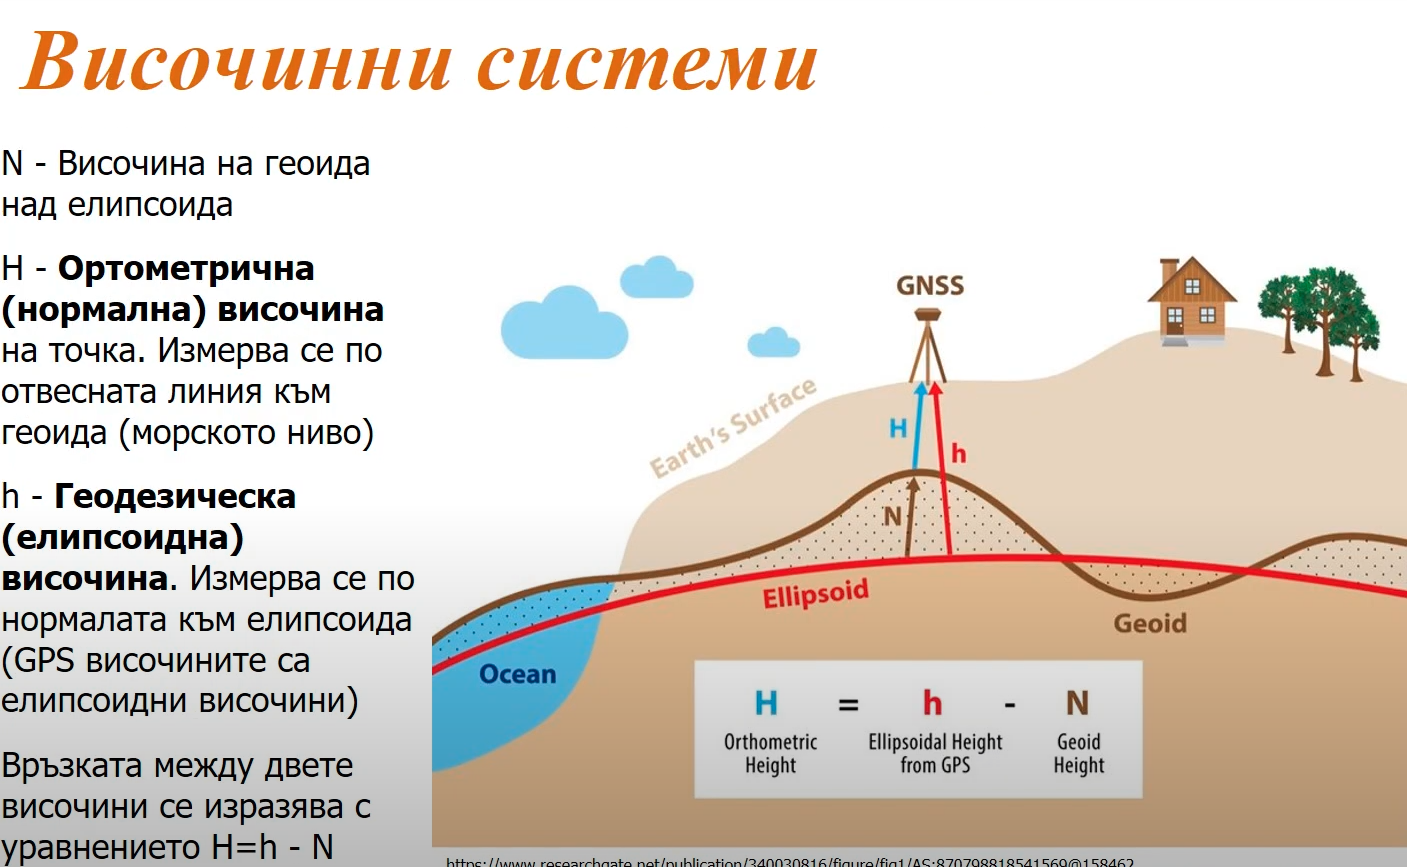 Височинни системи
N - Височина на геоида
над елипсоида
H - Ортометрична
(нормална) височина
на точка. Измерва се по
отвесната линия към
геоида (морското ниво)
h - Геодезическа
(елипсоидна)
височина. Измерва се по
нормалата към елипсоида
(GPS височините са
елипсоидни височини)
Връзката между двете
височини се изразява с
уравнението H=h - N
GNSS
Earth's Surface
H
h
N
Ellipsoid
Geoid
Ocean
H = h - N
Orthometric Ellipsoidal Height Geoid
Height from GPS Height
https://www.researchgate.net/publication/340030816/figure/fig1/AS:870798818541569@158462